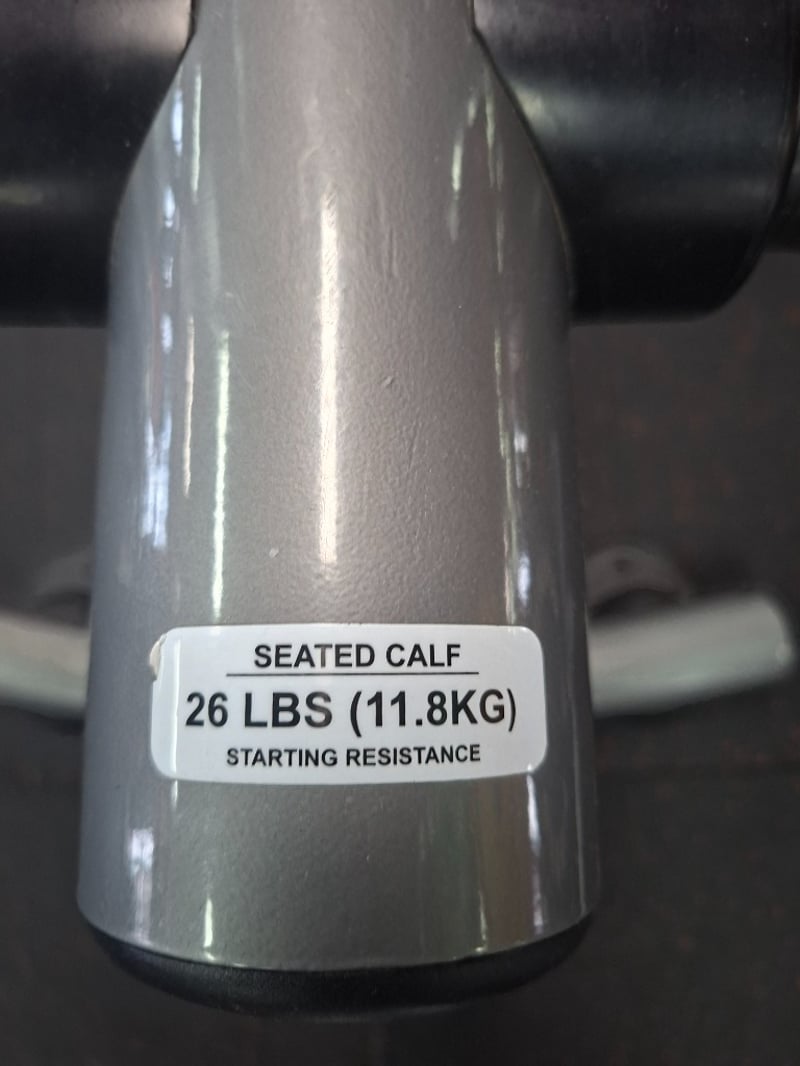 SEATED CALF
26 LBS (11.8KG)
STARTING RESISTANCE